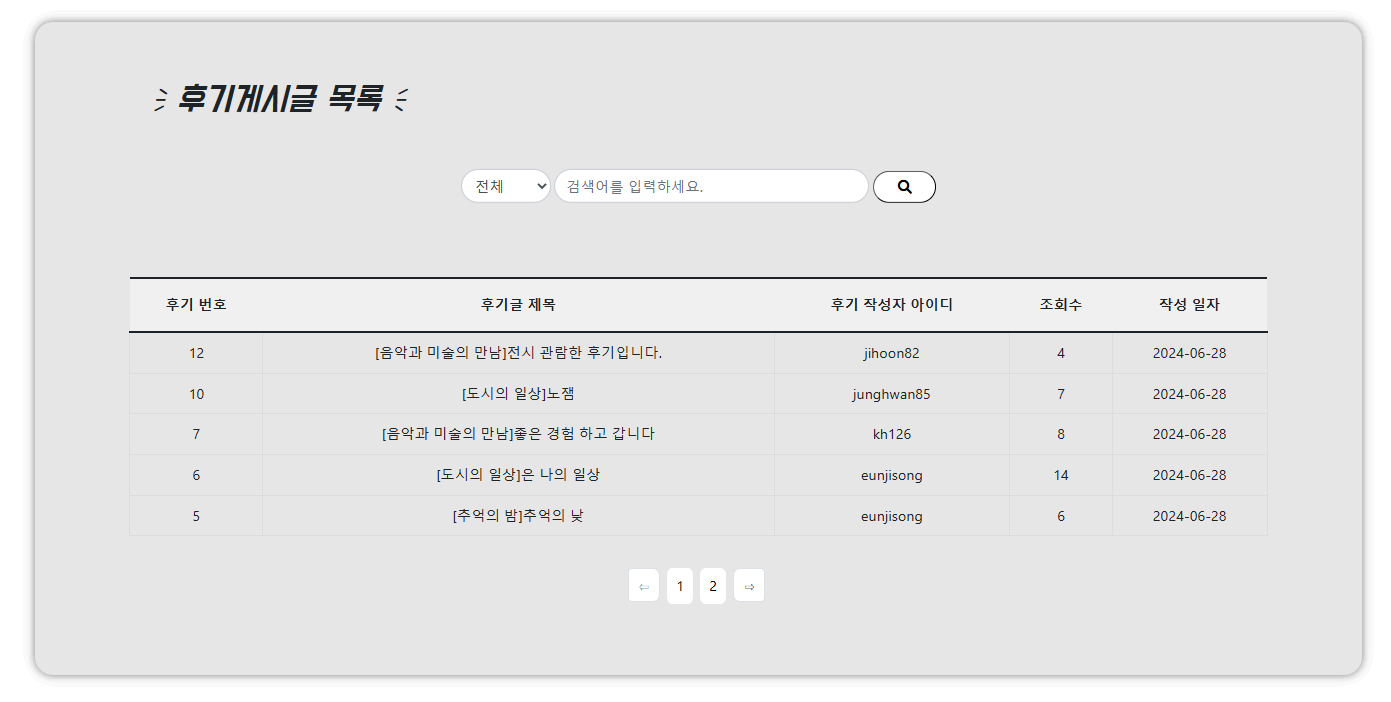 후기게시글 목록
전체 검색어를 입력하세요.
후기 번호 후기글 제목 후기 작성자 아이디 조회수 작성 일자
12 [음악과 미술의 만남]전시 관람한 후기입니다. jihoon82 4 2024-06-28
10 [도시의 일상]노잼 junghwan85 7 2024-06-28
7 [음악과 미술의 만남]좋은 경험 하고 갑니다 kh126 8 2024-06-28
6 [도시의 일상]은 나의 일상 eunjisong 14 2024-06-28
5 [추억의 밤]추억의 낮 eunjisong 6 2024-06-28
⇦ 1 2 ⇨